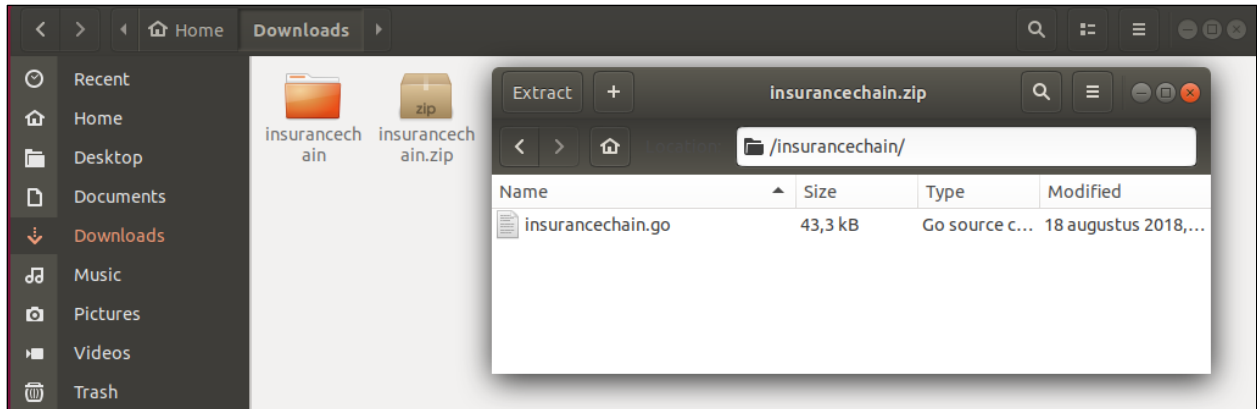 Home
Downloads
Recent
Home
Desktop
Documents
Downloads
Music
Pictures
Videos
Trash
insurancech
ain
zip
insurancech
ain.zip
Extract
insurancechain.zip
Location:
/insurancechain/
Name
Size
Type
Modified
insurancechain.go
43,3 kB
Go source c…
18 augustus 2018,…